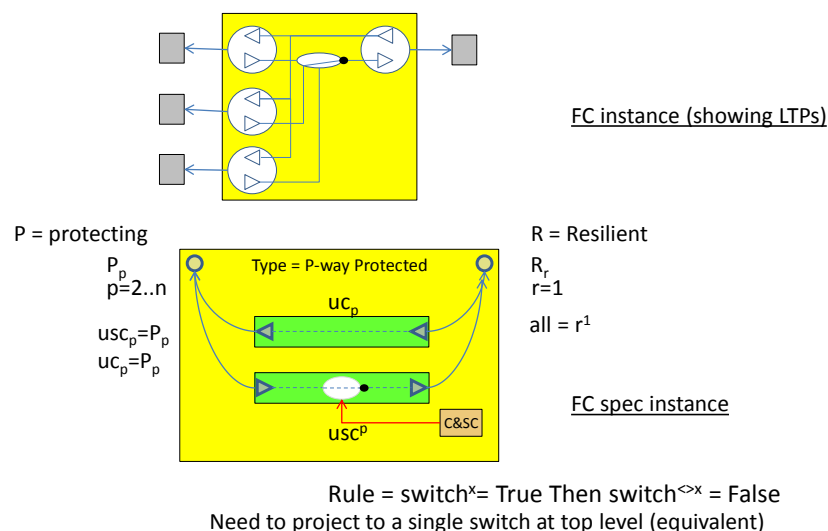 FC instance (showing LTPs)
P = protecting
R = Resilient
Pp
p=2..n
Type = P-way Protected
Rr
r=1
ucp
all = r¹
uscp=Pp
ucp=Pp
uscᵖ
C&SC
FC spec instance
Rule = switchˣ= True Then switch<>ˣ = False
Need to project to a single switch at top level (equivalent)